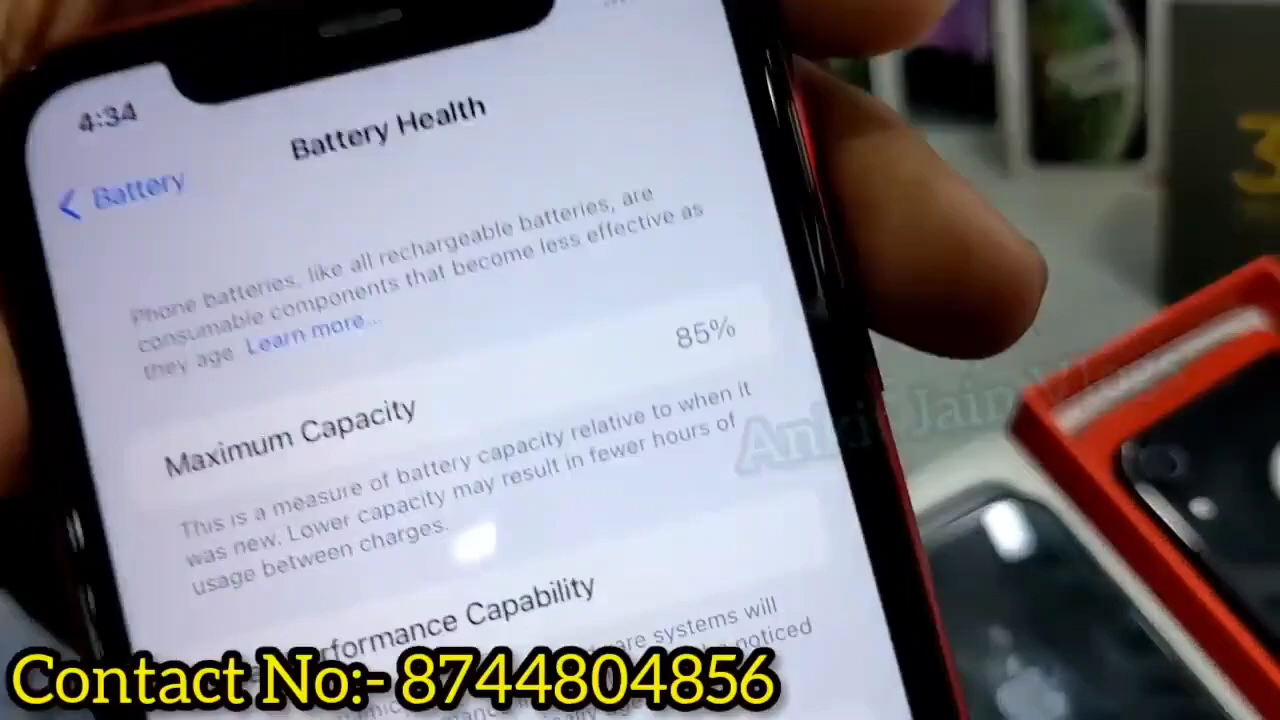 4:34
Battery Health
Battery
Phone batteries, like all rechargeable batteries, are
consumable components that become less effective as
they age. Learn more...
Maximum Capacity 85%
This is a measure of battery capacity relative to when it
was new. Lower capacity may result in fewer hours of
usage between charges.
Performance Capability
systems will
noticed
Ankit Jain
3
Contact No:- 8744804856